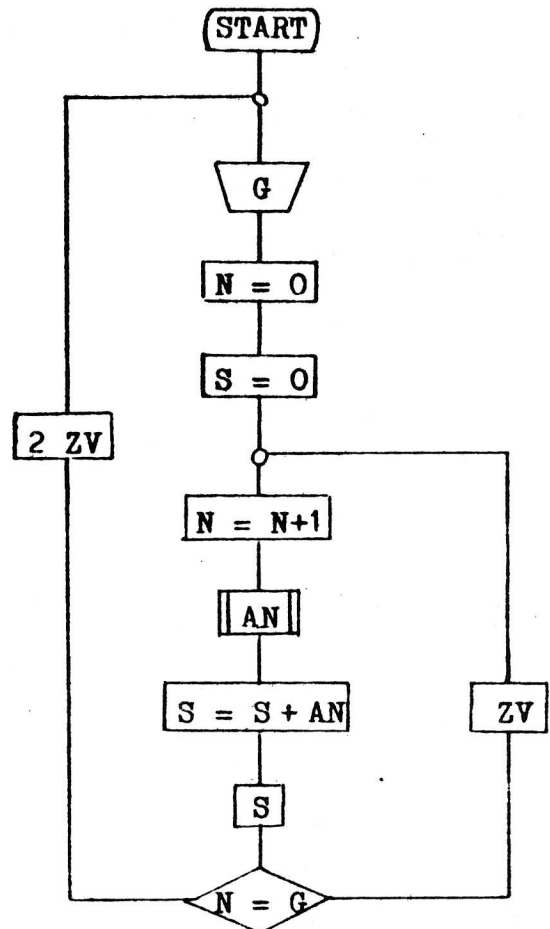 START
G
N = 0
S = 0
2 ZV
N = N+1
AN
S = S + AN
ZV
S
N = G